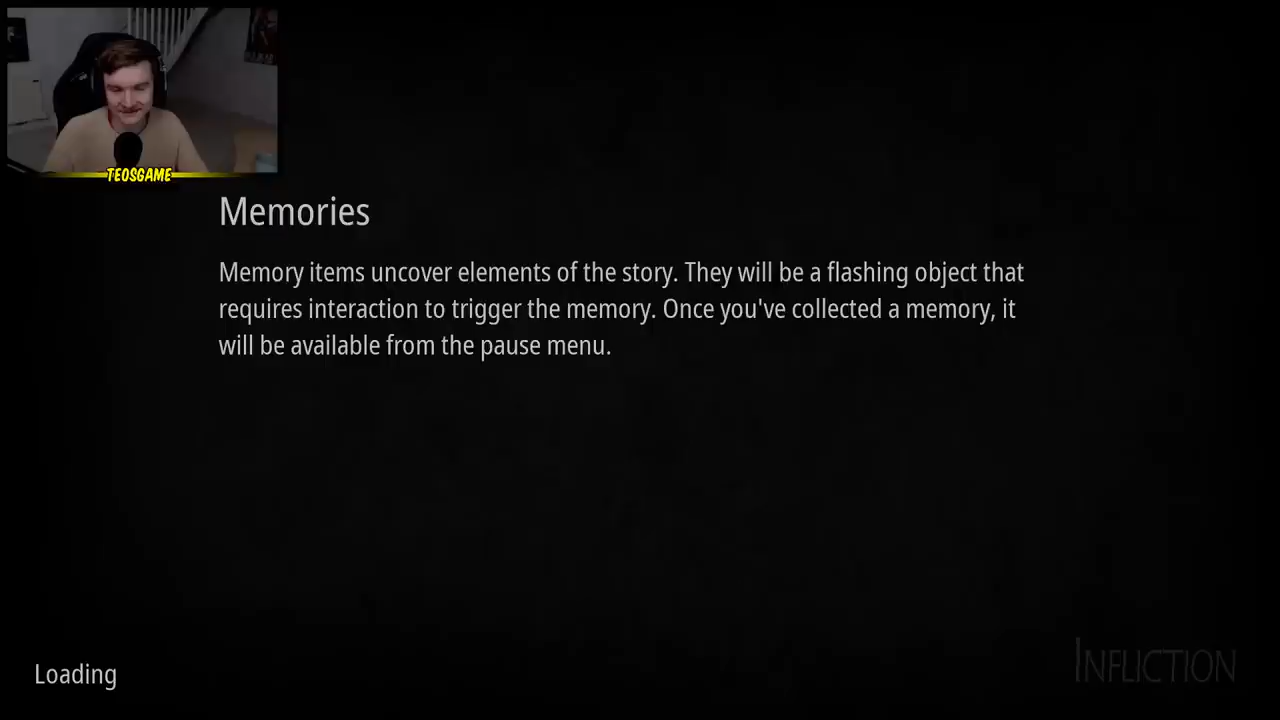 TEOSGAME
Memories
Memory items uncover elements of the story. They will be a flashing object that
requires interaction to trigger the memory. Once you've collected a memory, it
will be available from the pause menu.
Loading
INFLICTION